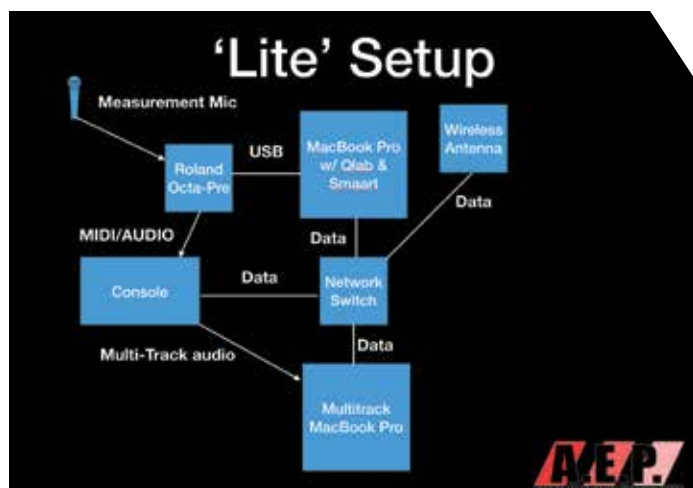 ‘Lite’ Setup
Measurement Mic
Roland
Octa-Pre
USB
MacBook Pro
w/ Qlab &
Smaart
Wireless
Antenna
Data
MIDI/AUDIO
Data
Console
Data
Network
Switch
Multi-Track audio
Data
Multitrack
MacBook Pro
A.E.P.